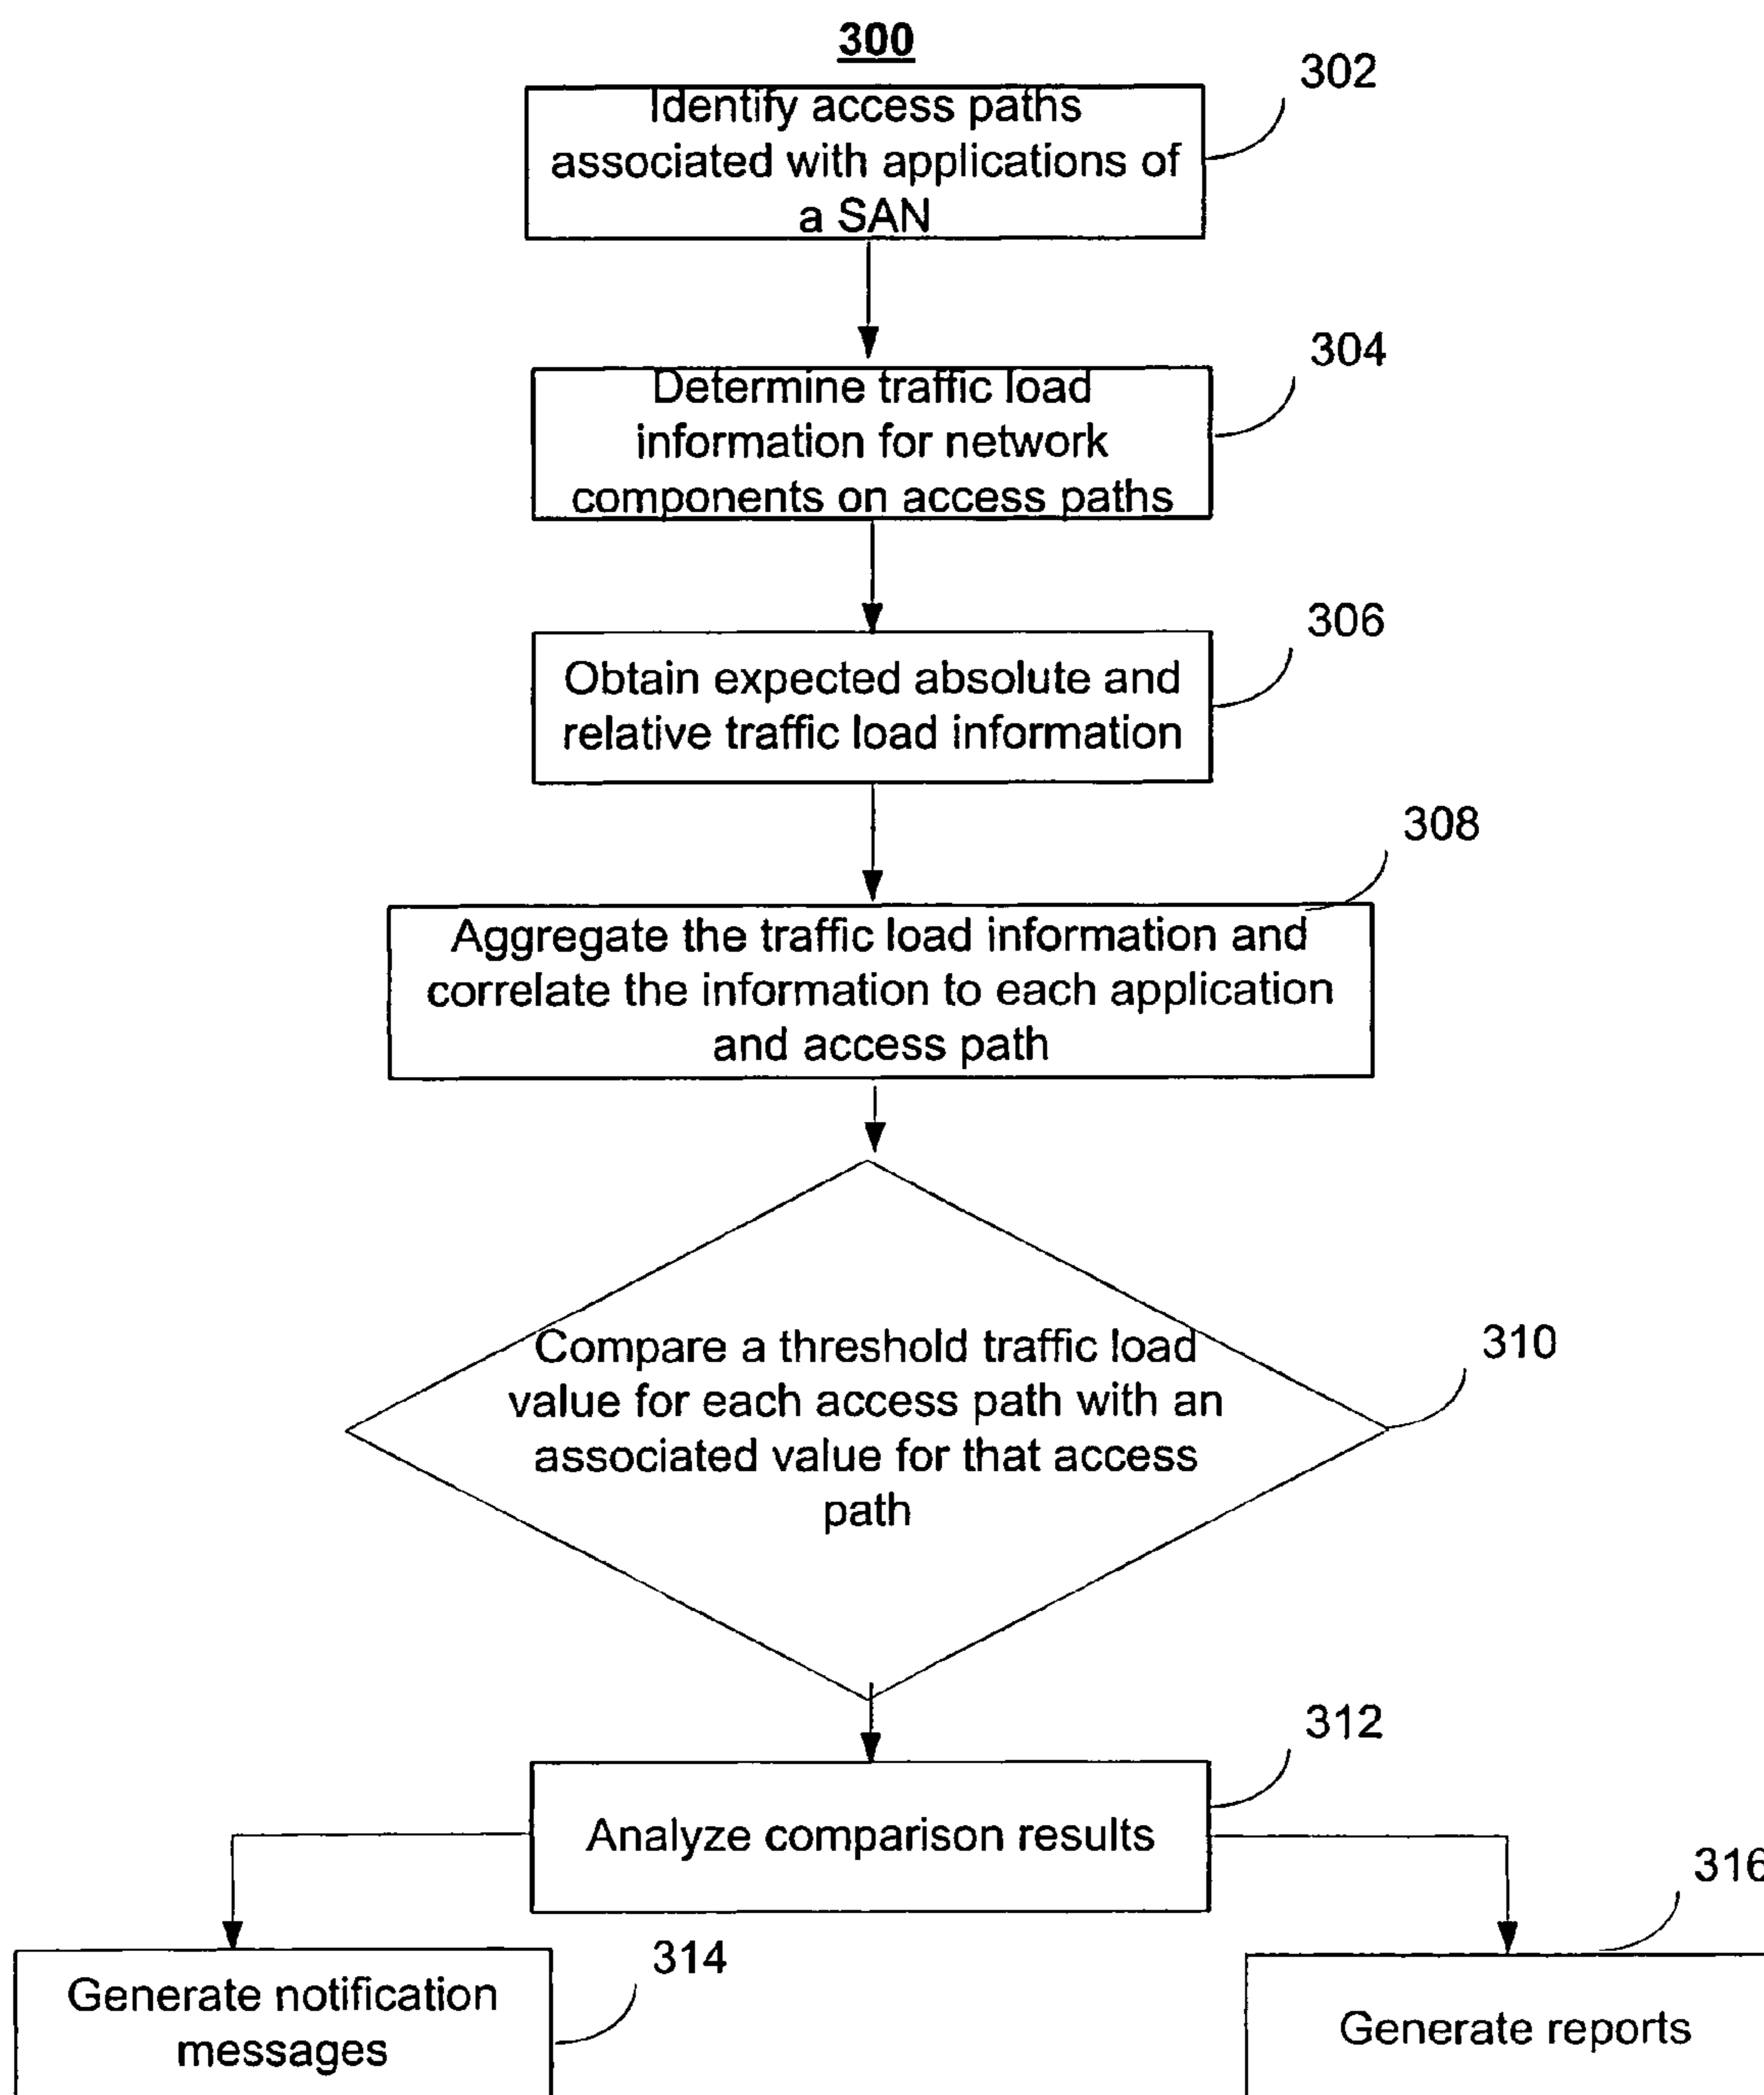 300
302
Identify access paths
associated with applications of
a SAN
304
Determine traffic load
information for network
components on access paths
306
Obtain expected absolute and
relative traffic load information
308
Aggregate the traffic load information and
correlate the information to each application
and access path
310
Compare a threshold traffic load
value for each access path with an
associated value for that access
path
312
Analyze comparison results
314
Generate notification
messages
316
Generate reports